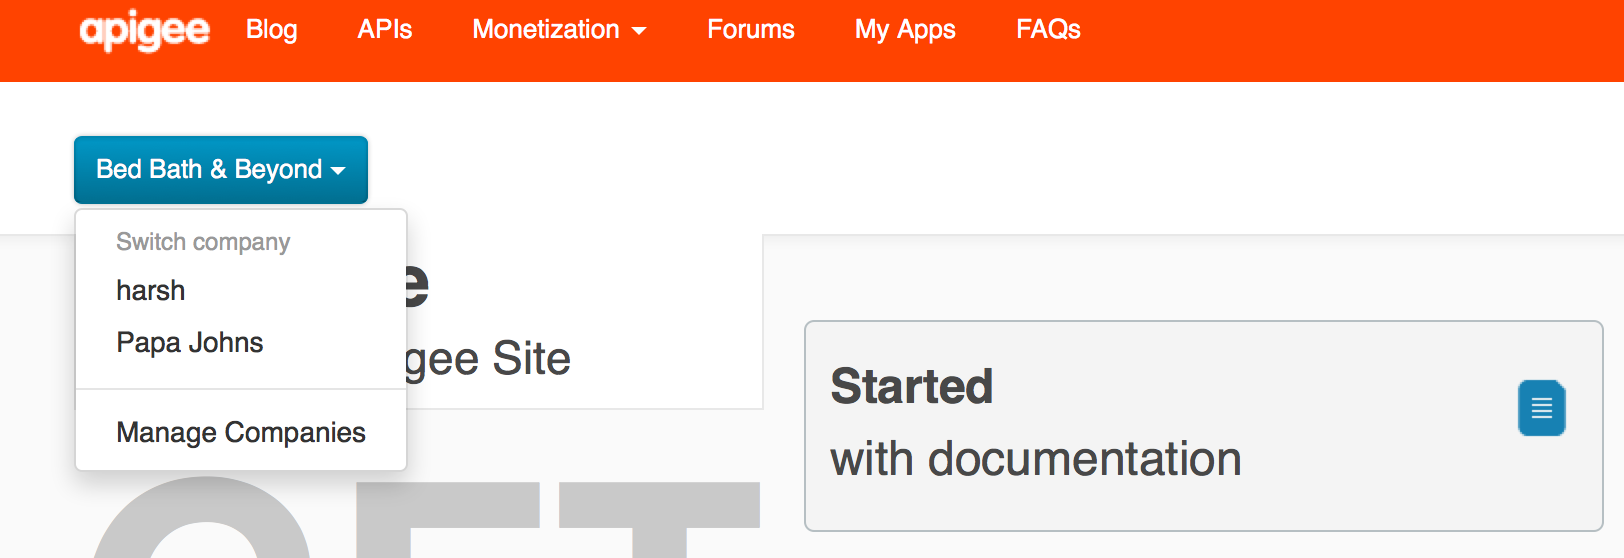 apigee Blog APIs Monetization Forums My Apps FAQs
Bed Bath & Beyond
Switch company
harsh
Papa Johns
Manage Companies
e
gee Site
GET
Started
with documentation